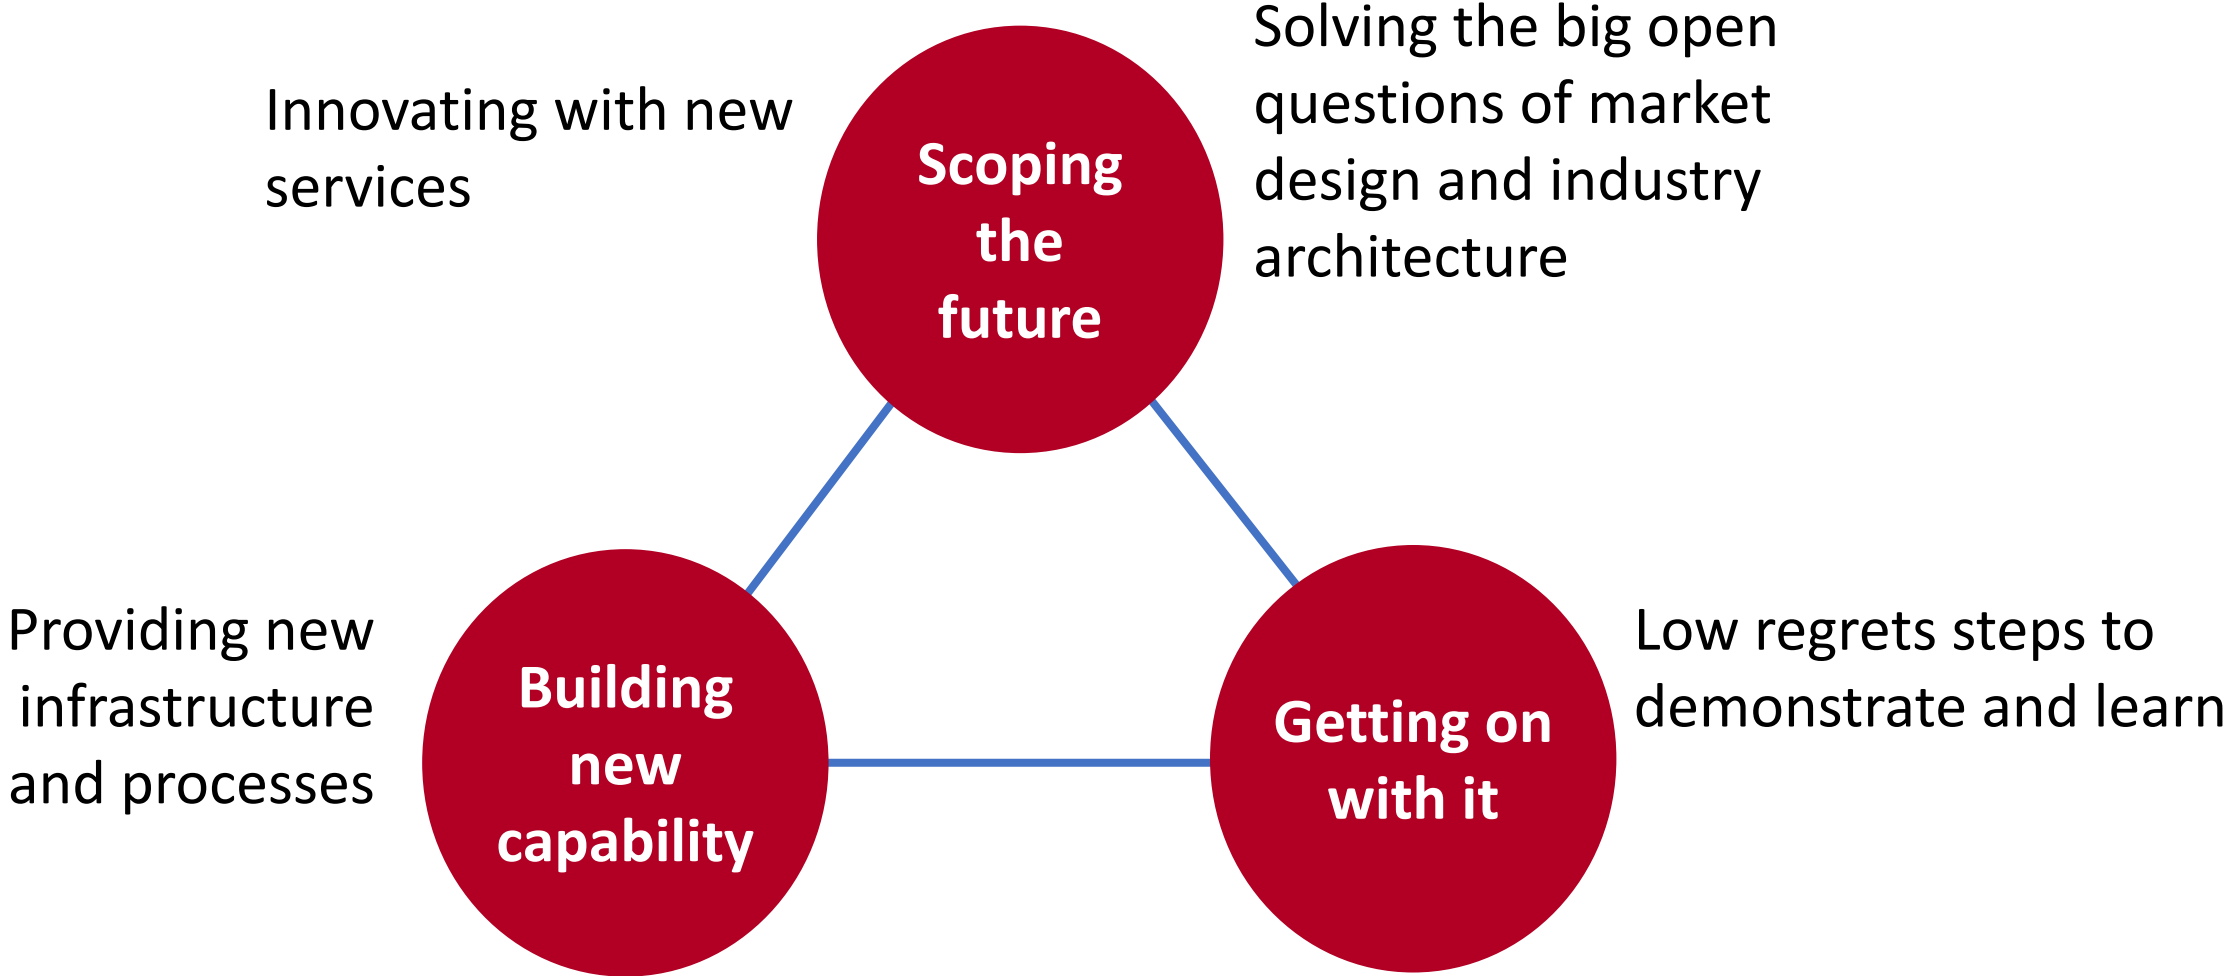 Innovating with new
services
Scoping
the
future
Solving the big open
questions of market
design and industry
architecture
Providing new
infrastructure
and processes
Building
new
capability
Getting on
with it
Low regrets steps to
demonstrate and learn